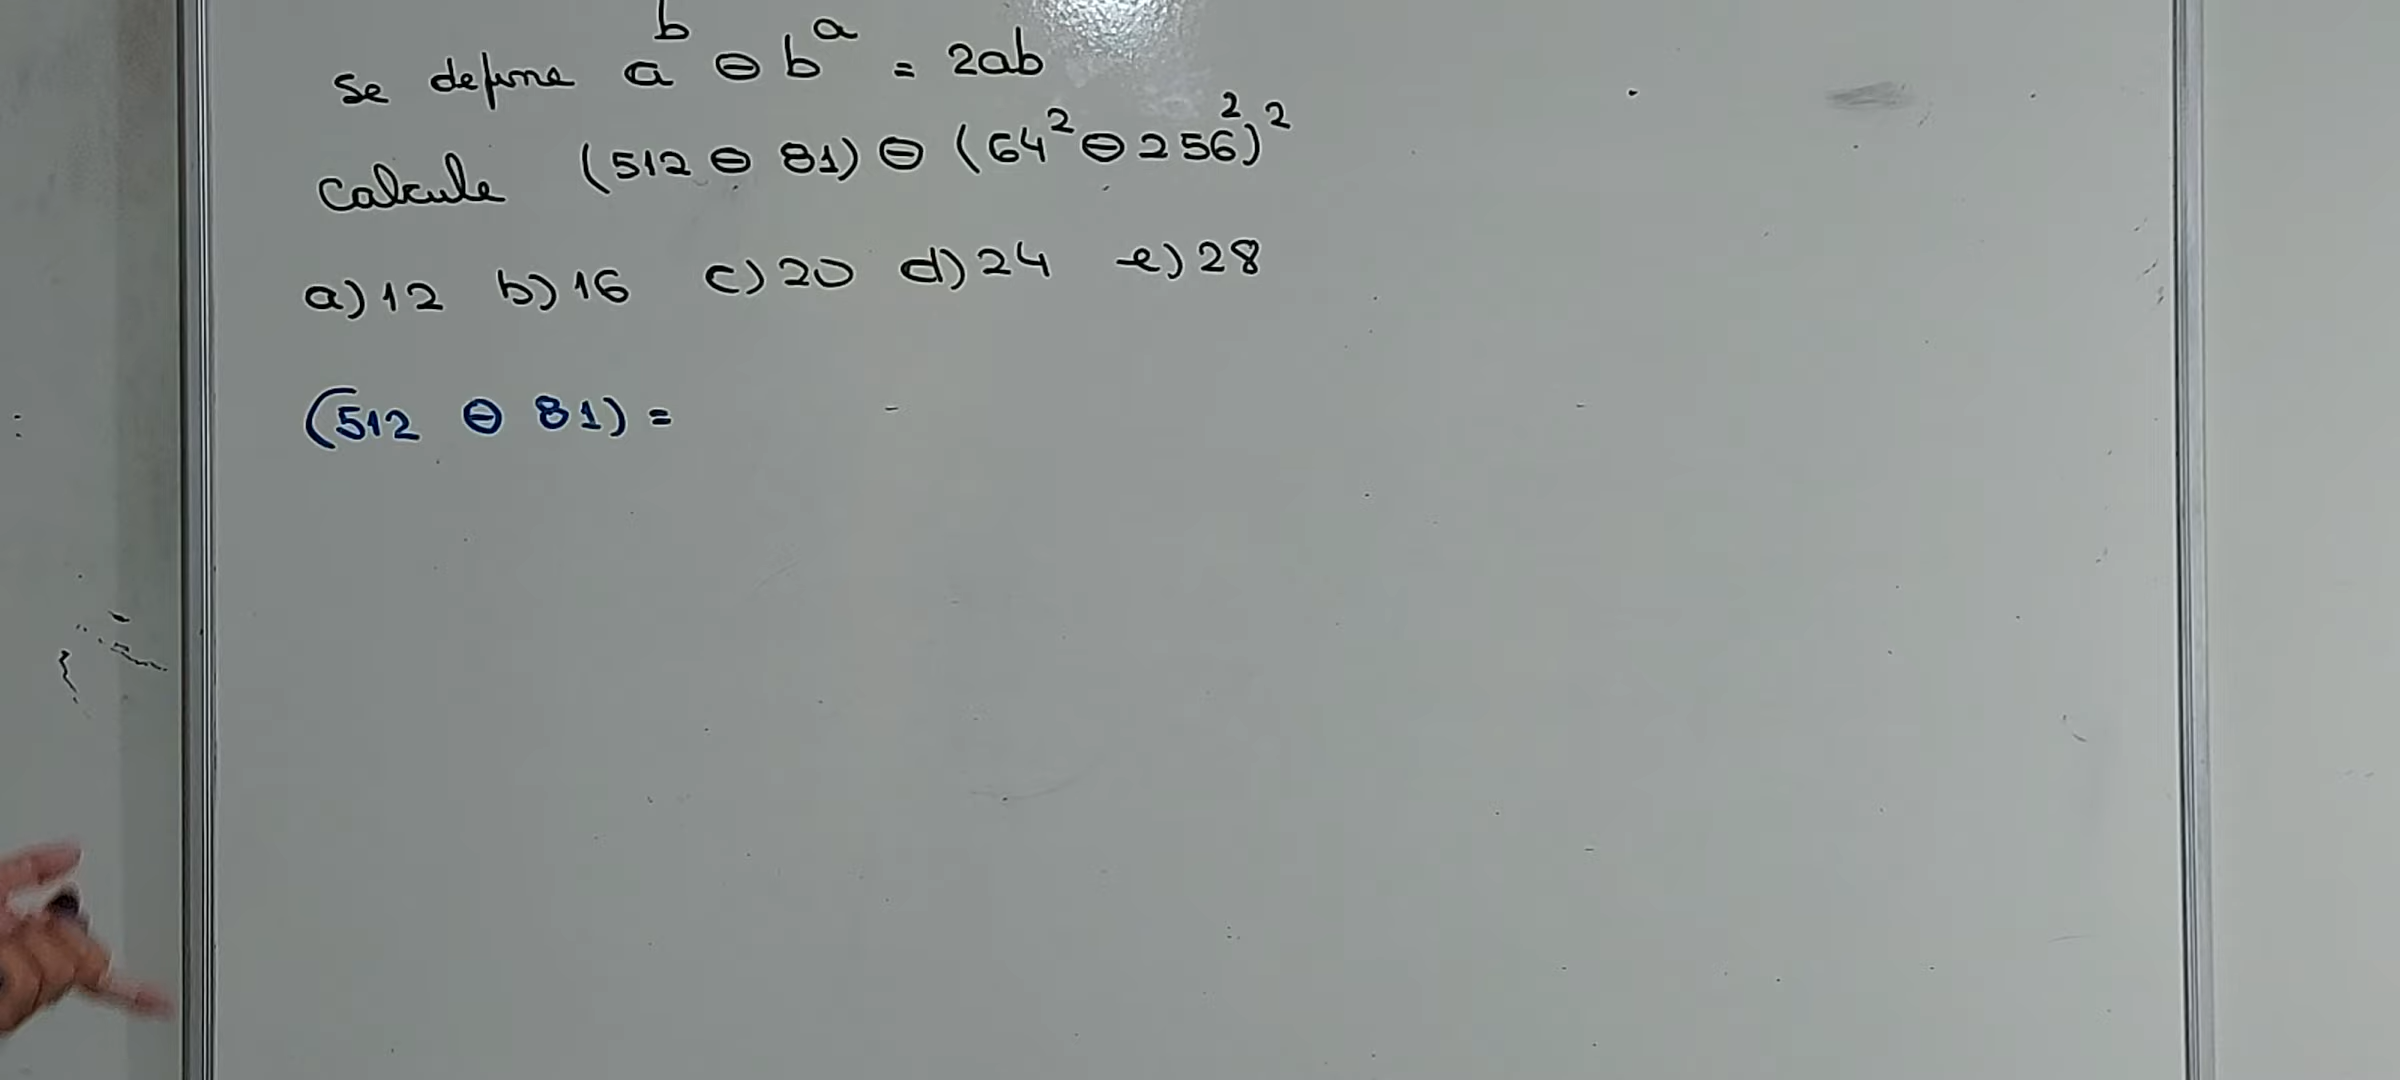 se define a^b ⊖ b^a = 2ab
Calcule (512 ⊖ 81) ⊖ (64^2 ⊖ 256^2)^2
a) 12 b) 16 c) 20 d) 24 e) 28
(512 ⊖ 81) =